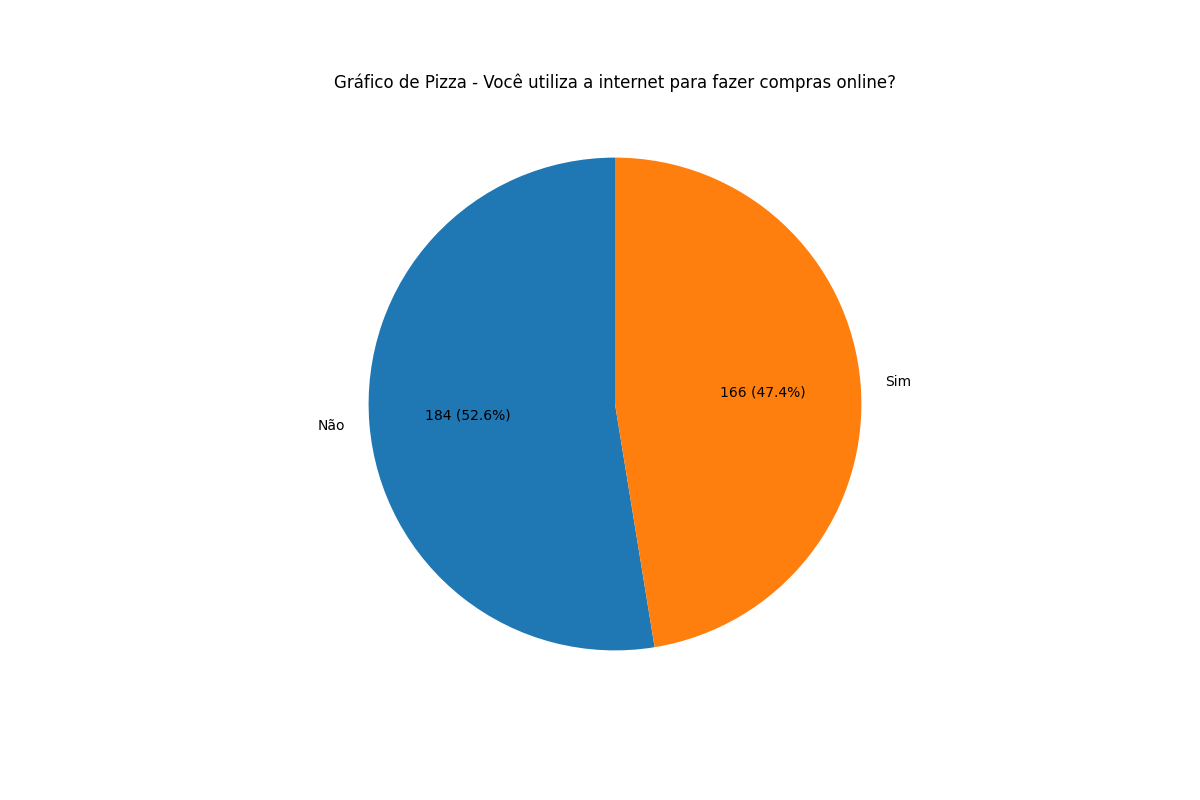 Gráfico de Pizza - Você utiliza a internet para fazer compras online?
Sim
166 (47.4%)
184 (52.6%)
Não